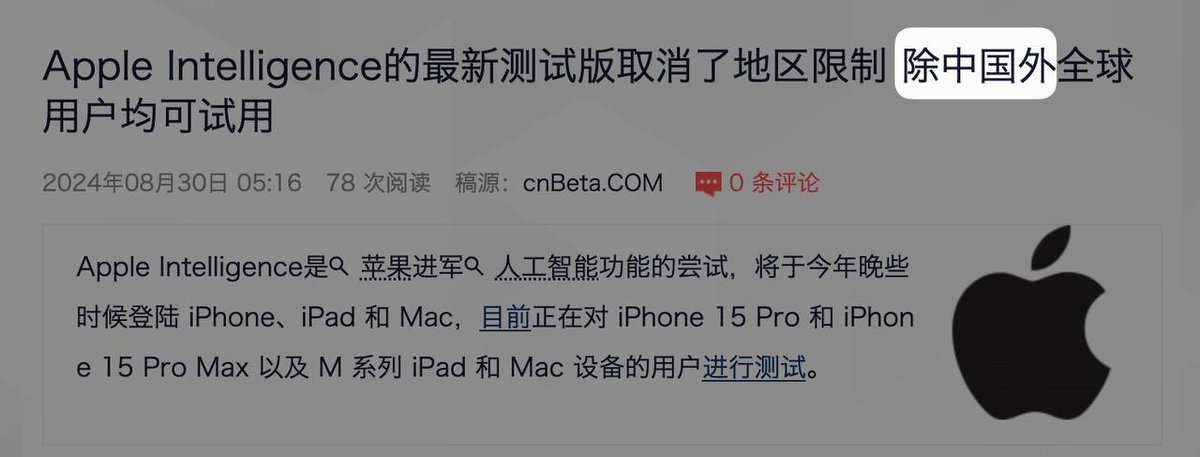 Apple Intelligence的最新测试版取消了地区限制 除中国外全球
用户均可试用
2024年08月30日 05:16 78 次阅读 稿源：cnBeta.COM 0 条评论
Apple Intelligence是 苹果进军 人工智能功能的尝试，将于今年晚些
时候登陆 iPhone、iPad 和 Mac，目前正在对 iPhone 15 Pro 和 iPhon
e 15 Pro Max 以及 M 系列 iPad 和 Mac 设备的用户进行测试。